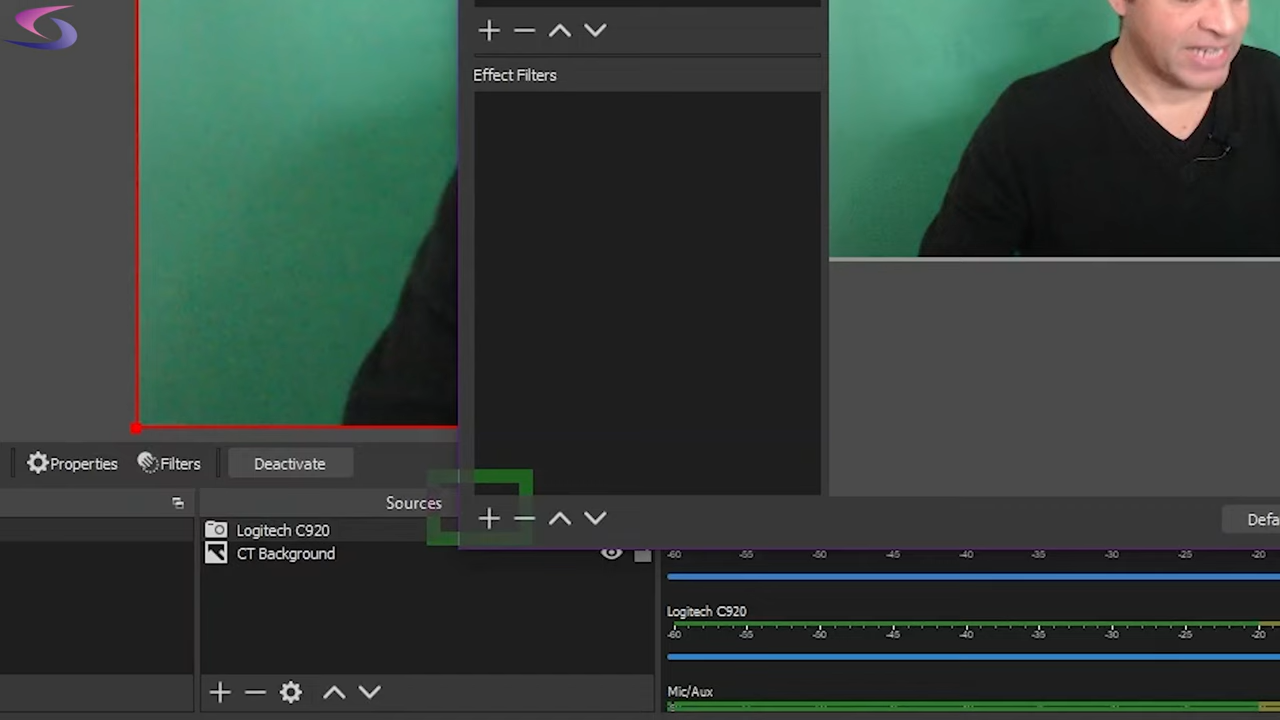 Effect Filters
Properties
Filters
Deactivate
Sources
Logitech C920
CT Background
Defa
-60 -55 -50 -45 -40 -35 -30 -25 -20
Logitech C920
-60 -55 -50 -45 -40 -35 -30 -25 -20
Mic/Aux